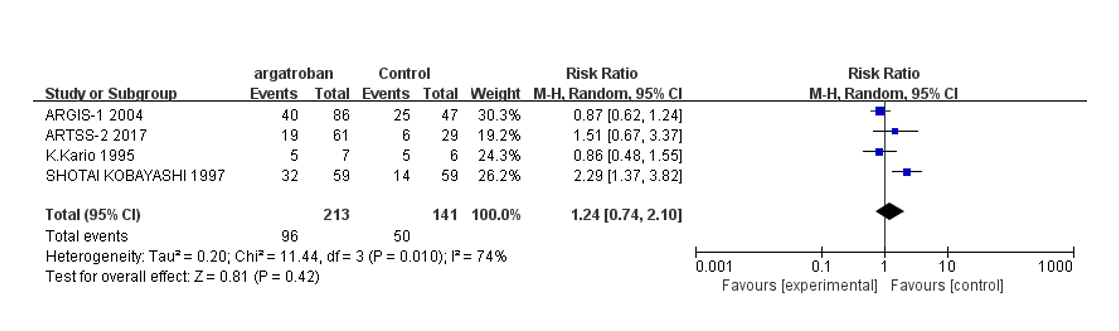 argatroban Control Risk Ratio Risk Ratio
Study or Subgroup Events Total Events Total Weight M-H, Random, 95% CI M-H, Random, 95% CI
ARGIS-1 2004 40 86 25 47 30.3% 0.87 [0.62, 1.24]
ARTSS-2 2017 19 61 6 29 19.2% 1.51 [0.67, 3.37]
K.Kario 1995 5 7 5 6 24.3% 0.86 [0.48, 1.55]
SHOTAI KOBAYASHI 1997 32 59 14 59 26.2% 2.29 [1.37, 3.82]
Total (95% CI) 213 141 100.0% 1.24 [0.74, 2.10]
Total events 96 50
Heterogeneity: Tau² = 0.20; Chi² = 11.44, df = 3 (P = 0.010); I² = 74%
Test for overall effect: Z = 0.81 (P = 0.42)
0.001 0.1 1 10 1000
Favours [experimental] Favours [control]